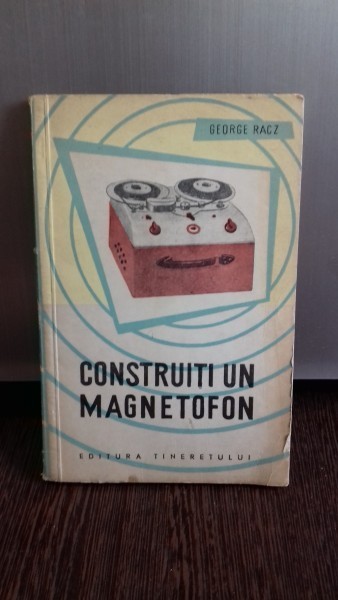 GEORGE RACZ
CONSTRUITI UN
MAGNETOFON
EDITURA TINERETULUI